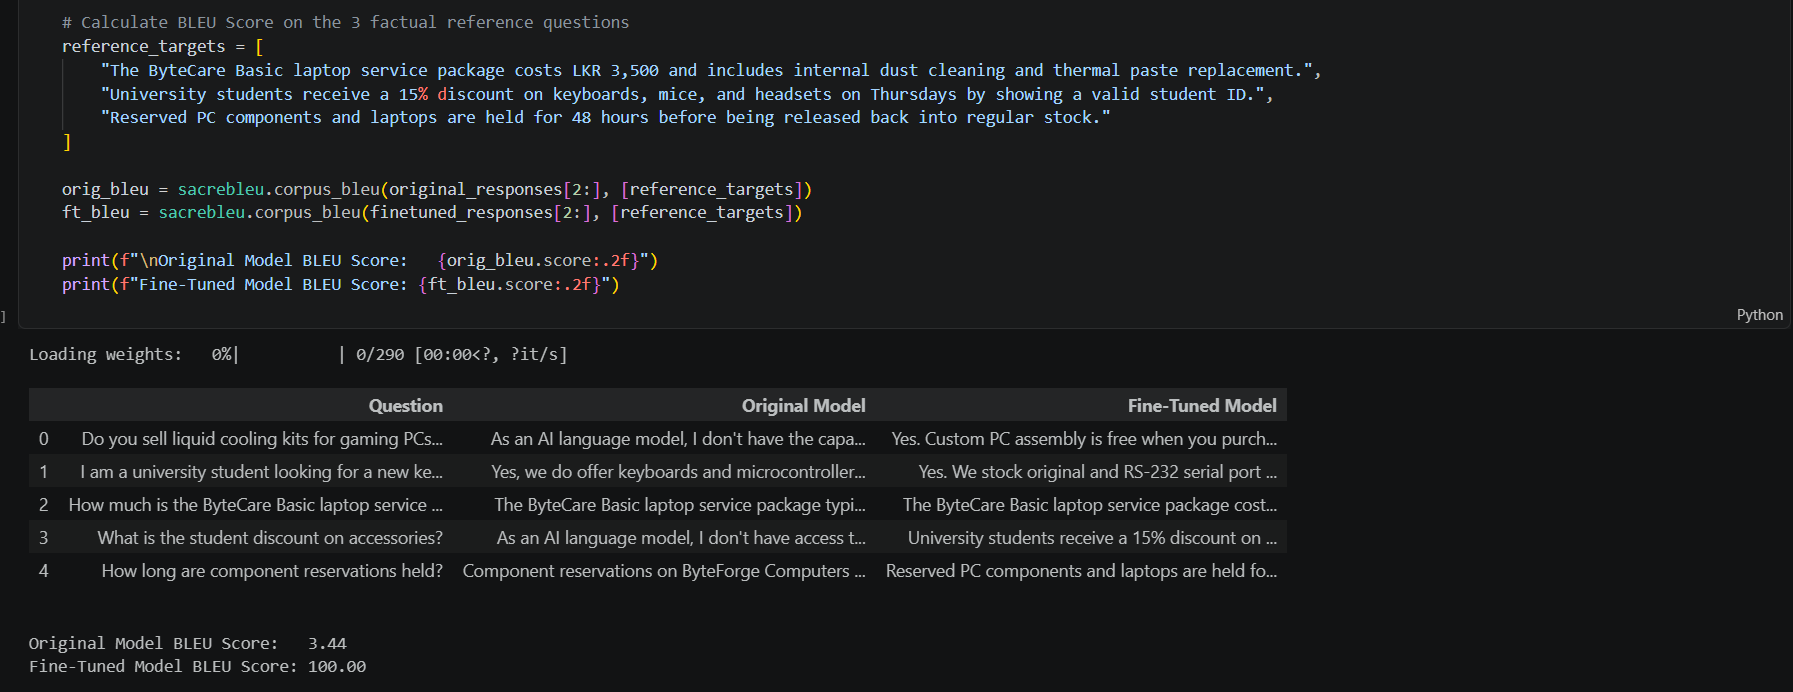 # Calculate BLEU Score on the 3 factual reference questions
reference_targets = [
"The ByteCare Basic laptop service package costs LKR 3,500 and includes internal dust cleaning and thermal paste replacement.",
"University students receive a 15% discount on keyboards, mice, and headsets on Thursdays by showing a valid student ID.",
"Reserved PC components and laptops are held for 48 hours before being released back into regular stock."
]
orig_bleu = sacrebleu.corpus_bleu(original_responses[2:], [reference_targets])
ft_bleu = sacrebleu.corpus_bleu(finetuned_responses[2:], [reference_targets])
print(f"\nOriginal Model BLEU Score:   {orig_bleu.score:.2f}")
print(f"Fine-Tuned Model BLEU Score: {ft_bleu.score:.2f}")
]
Python
Loading weights:   0%|          | 0/290 [00:00<?, ?it/s]
Question Original Model Fine-Tuned Model
0 Do you sell liquid cooling kits for gaming PCs... As an AI language model, I don't have the capa... Yes. Custom PC assembly is free when you purch...
1 I am a university student looking for a new ke... Yes, we do offer keyboards and microcontroller... Yes. We stock original and RS-232 serial port ...
2 How much is the ByteCare Basic laptop service ... The ByteCare Basic laptop service package typi... The ByteCare Basic laptop service package cost...
3 What is the student discount on accessories? As an AI language model, I don't have access t... University students receive a 15% discount on ...
4 How long are component reservations held? Component reservations on ByteForge Computers ... Reserved PC components and laptops are held fo...
Original Model BLEU Score:   3.44
Fine-Tuned Model BLEU Score: 100.00